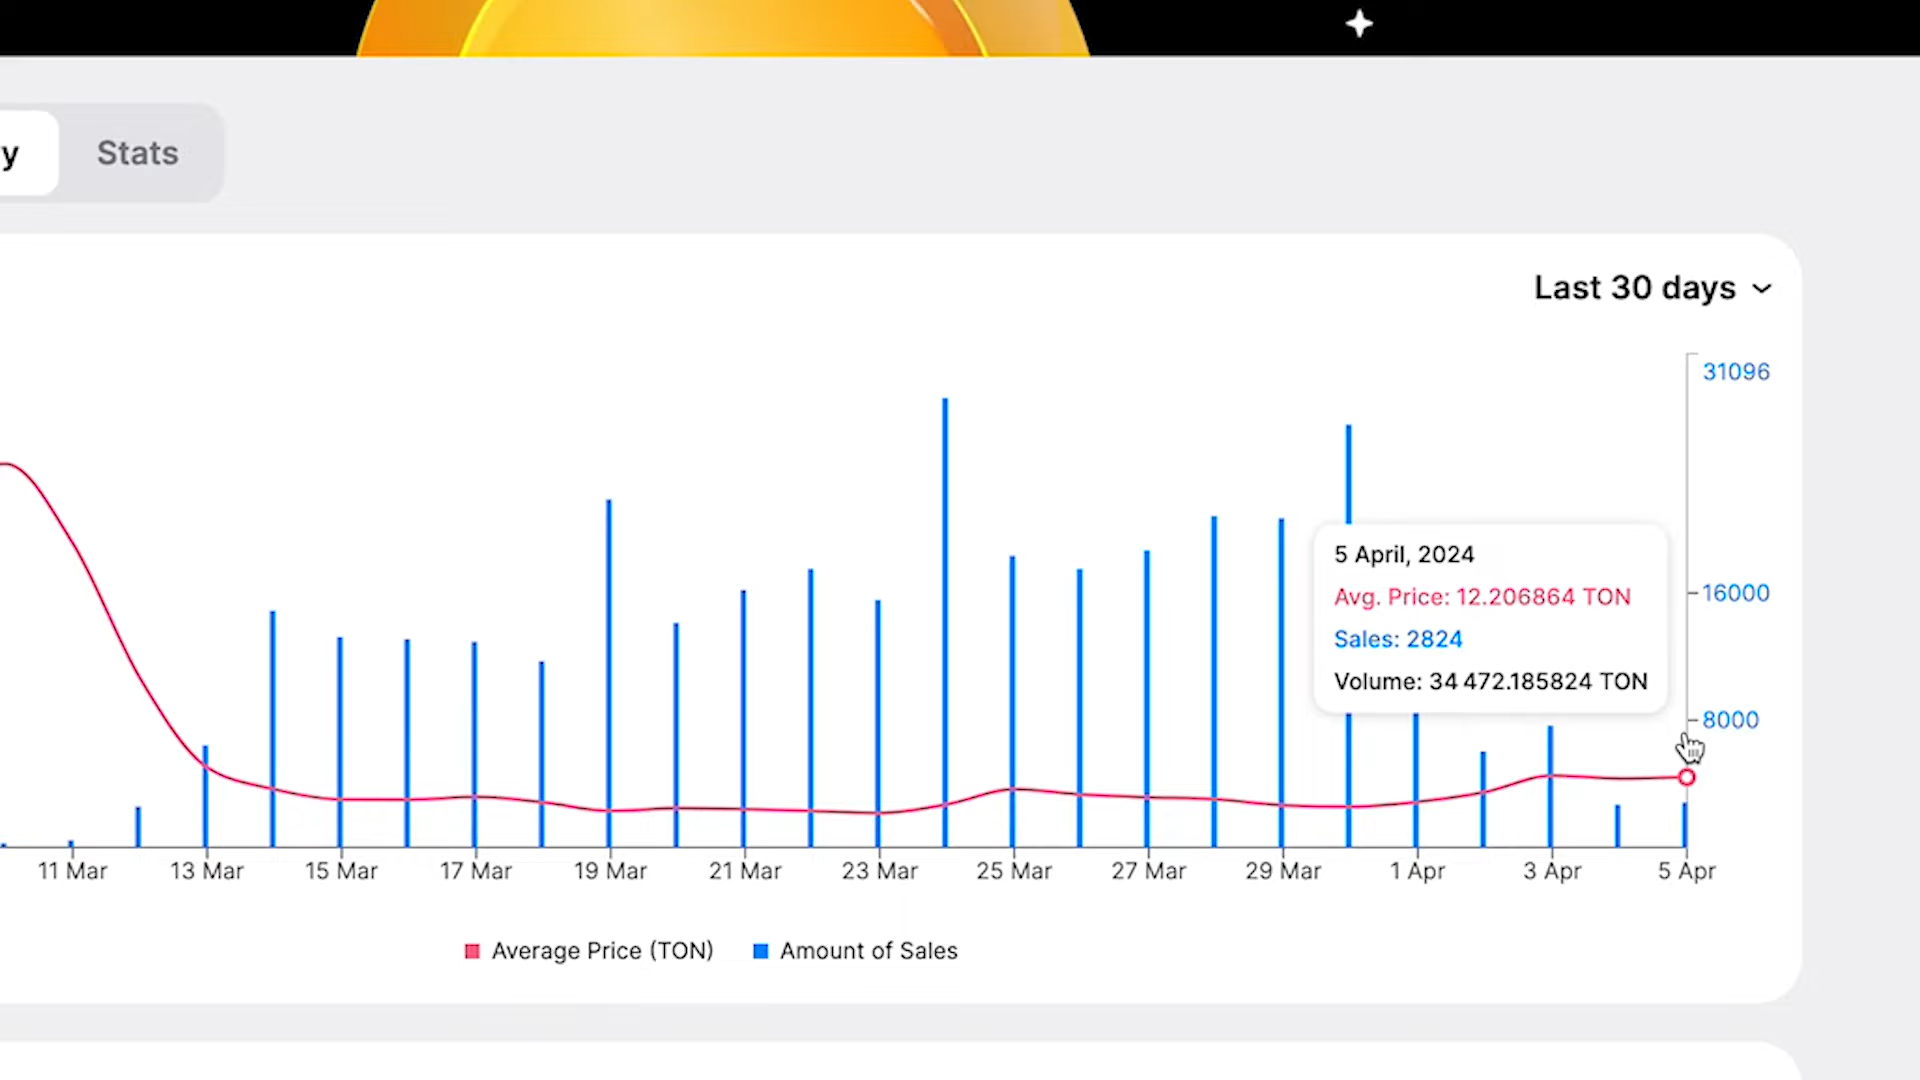 y
Stats
Last 30 days
31096
5 April, 2024
Avg. Price: 12.206864 TON
16000
Sales: 2824
Volume: 34 472.185824 TON
8000
11 Mar 13 Mar 15 Mar 17 Mar 19 Mar 21 Mar 23 Mar 25 Mar 27 Mar 29 Mar 1 Apr 3 Apr 5 Apr
Average Price (TON) Amount of Sales